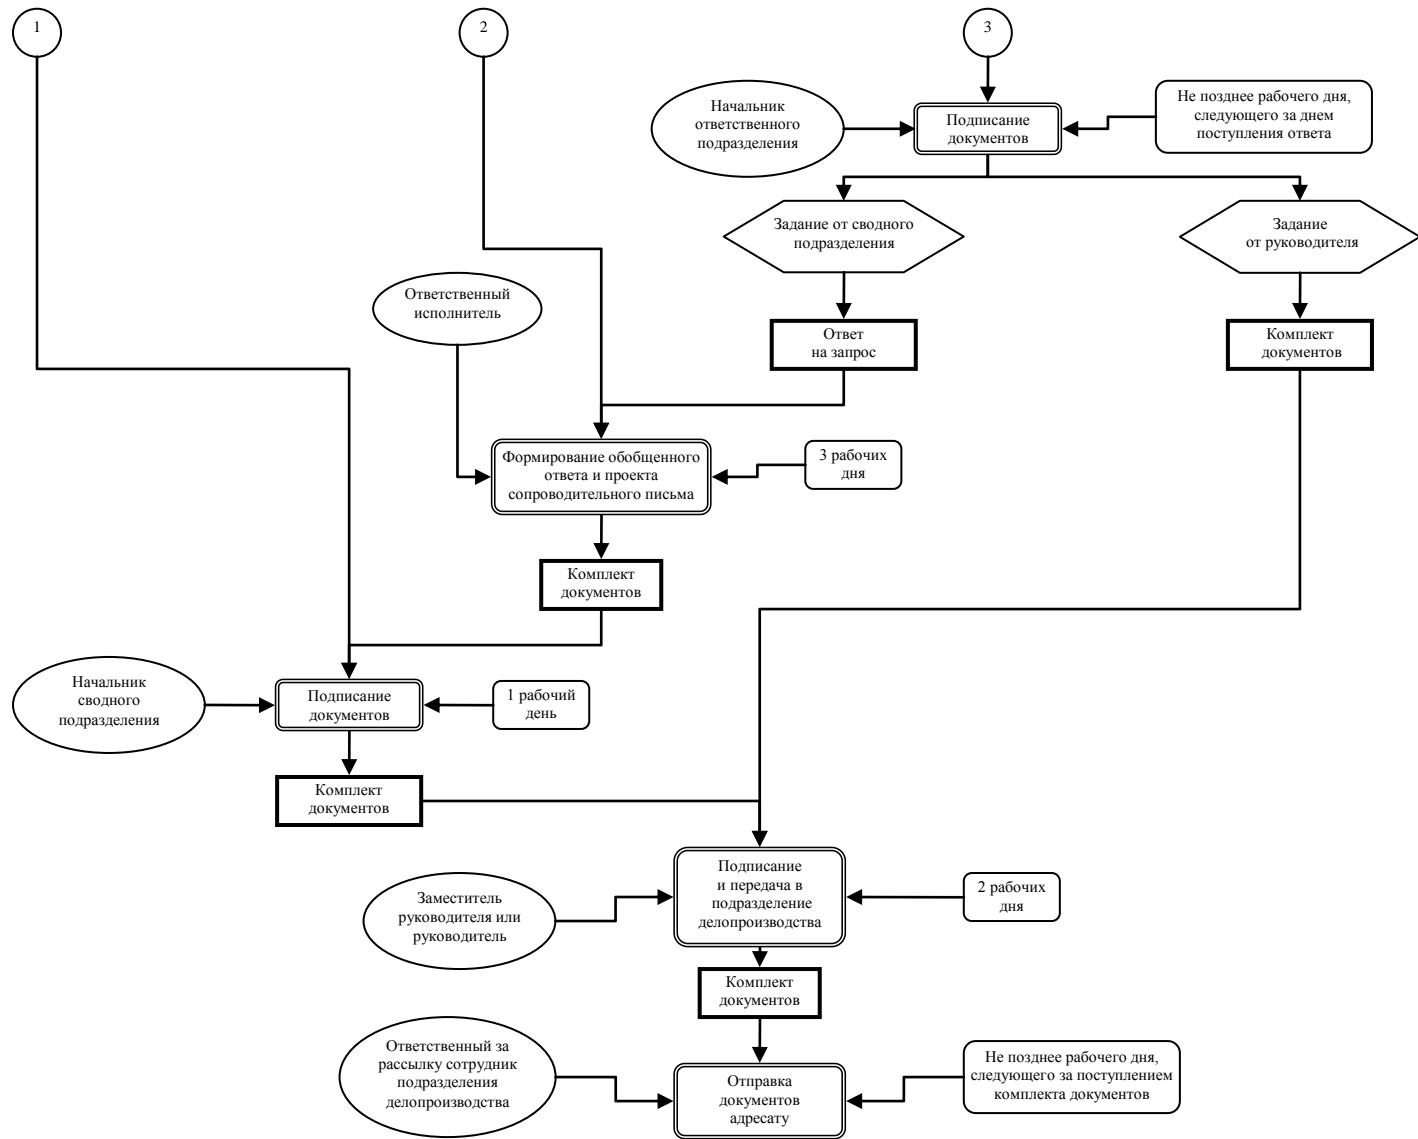 1
2
3
Начальник
ответственного
подразделения
Подписание
документов
Не позднее рабочего дня,
следующего за днем
поступления ответа
Задание от сводного
подразделения
Задание
от руководителя
Ответственный
исполнитель
Ответ
на запрос
Комплект
документов
Формирование обобщенного
ответа и проекта
сопроводительного письма
3 рабочих
дня
Комплект
документов
Начальник
сводного
подразделения
Подписание
документов
1 рабочий
день
Комплект
документов
Подписание
и передача в
подразделение
делопроизводства
Заместитель
руководителя или
руководитель
2 рабочих
дня
Комплект
документов
Ответственный за
рассылку сотрудник
подразделения
делопроизводства
Отправка
документов
адресату
Не позднее рабочего дня,
следующего за поступлением
комплекта документов